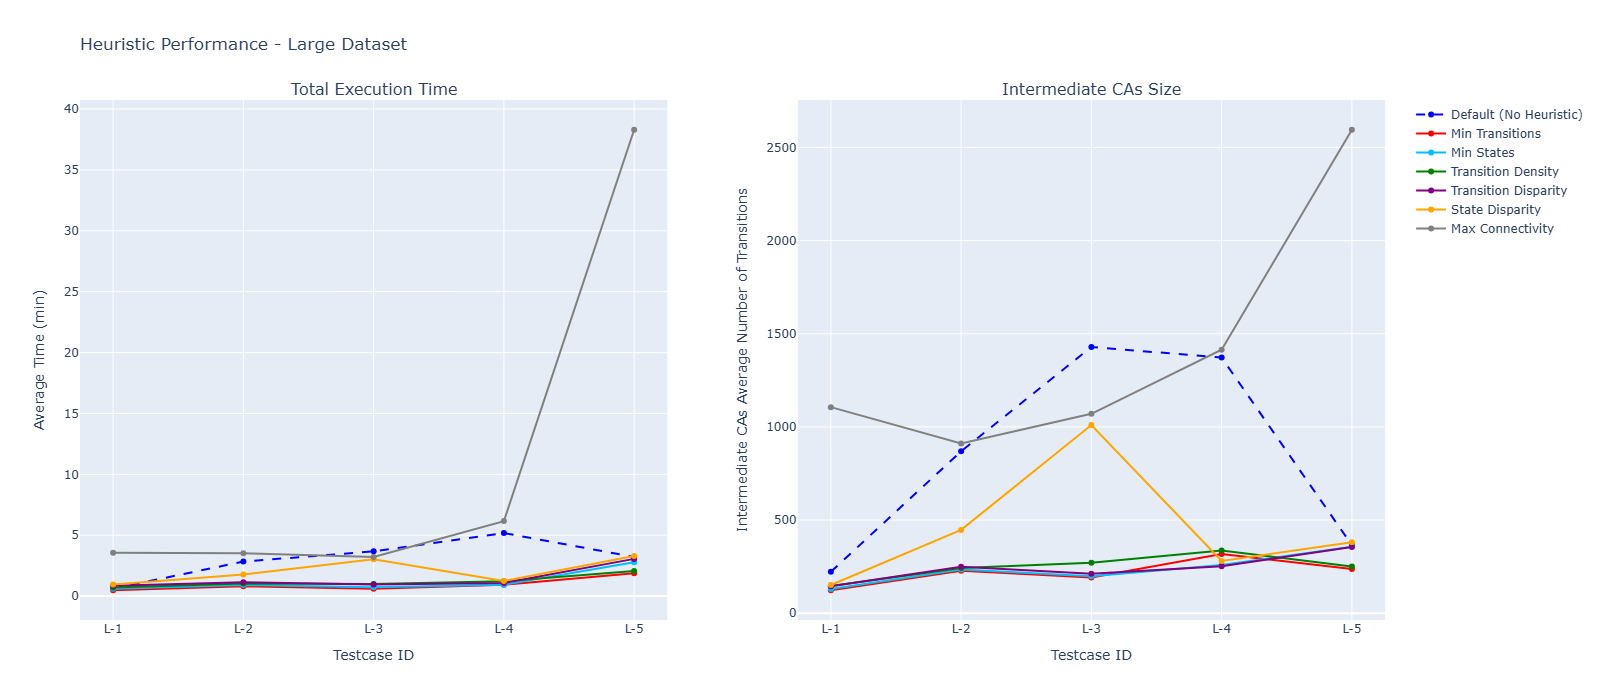 Heuristic Performance - Large Dataset
Total Execution Time
40
35
30
25
20
15
10
5
0
Average Time (min)
L-1 L-2 L-3 L-4 L-5
Testcase ID
Intermediate CAs Size
2500
2000
1500
1000
500
0
Intermediate CAs Average Number of Transitions
L-1 L-2 L-3 L-4 L-5
Testcase ID
Default (No Heuristic)
Min Transitions
Min States
Transition Density
Transition Disparity
State Disparity
Max Connectivity